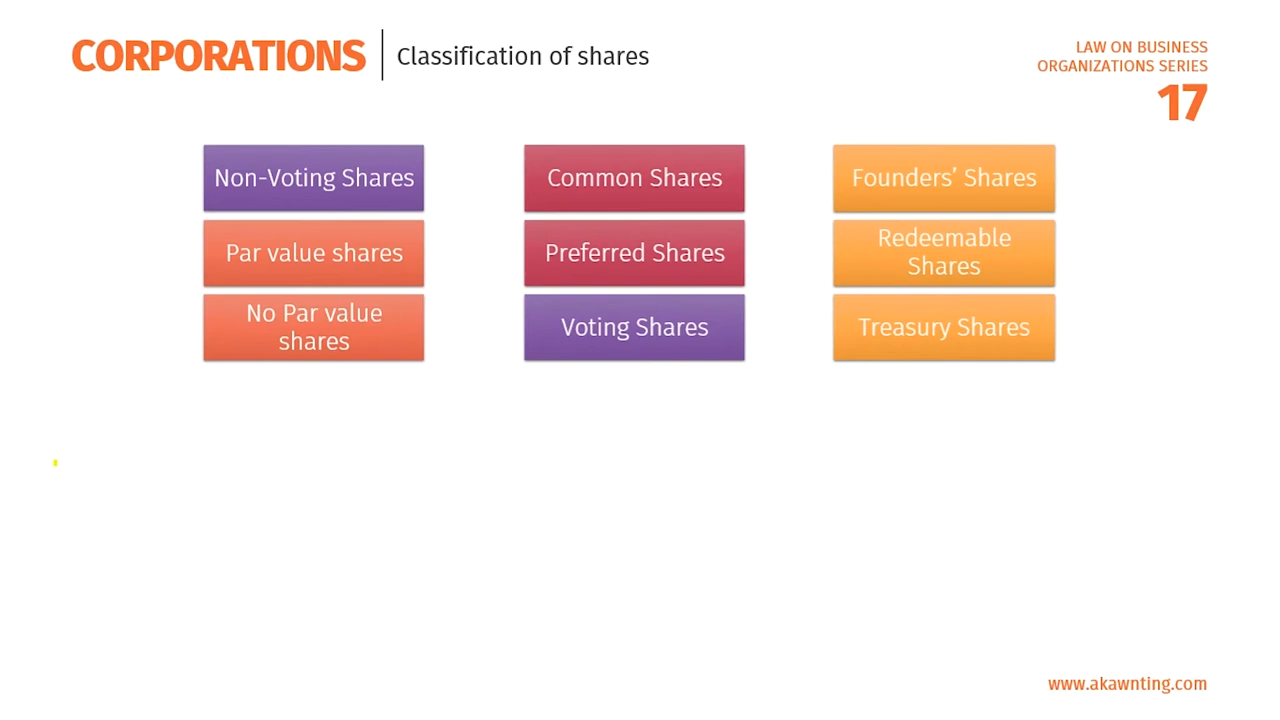 CORPORATIONS
Classification of shares
LAW ON BUSINESS
ORGANIZATIONS SERIES
17
Non-Voting Shares
Par value shares
No Par value
shares
Common Shares
Preferred Shares
Voting Shares
Founders’ Shares
Redeemable
Shares
Treasury Shares
www.akawnting.com